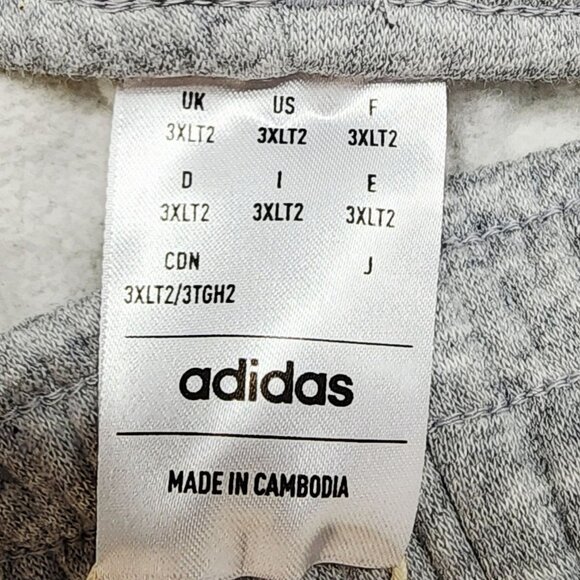 UK US F
3XLT2 3XLT2 3XLT2
D I E
3XLT2 3XLT2 3XLT2
CDN J
3XLT2/3TGH2
adidas
MADE IN CAMBODIA